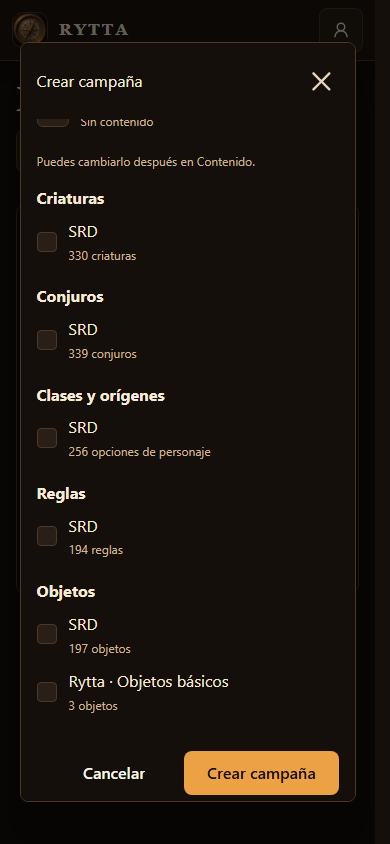 RYTTA
Crear campaña
Sin contenido
Puedes cambiarlo después en Contenido.
Criaturas
SRD
330 criaturas
Conjuros
SRD
339 conjuros
Clases y orígenes
SRD
256 opciones de personaje
Reglas
SRD
194 reglas
Objetos
SRD
197 objetos
Rytta · Objetos básicos
3 objetos
Cancelar
Crear campaña